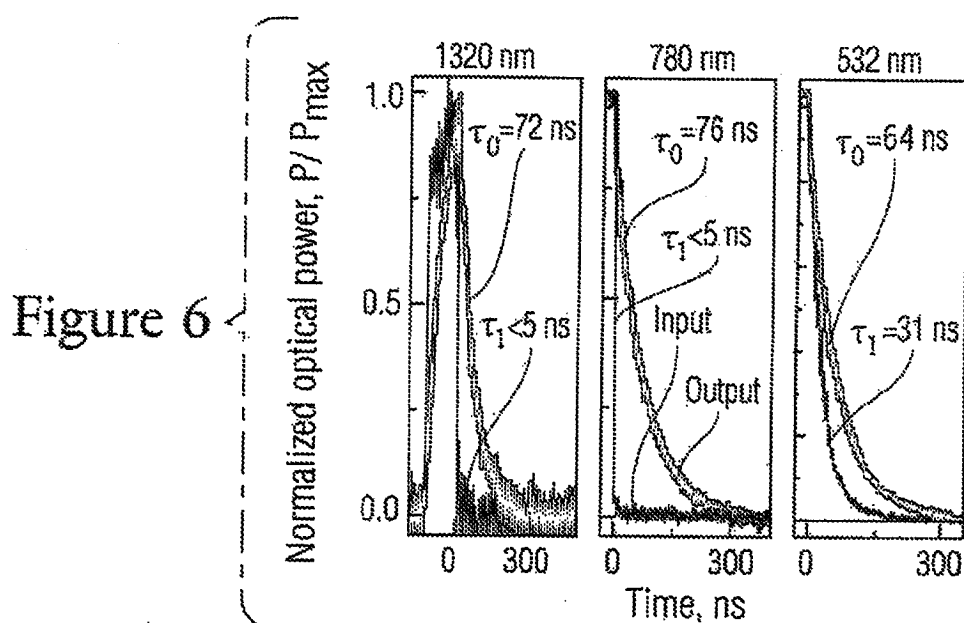 Figure 6
Normalized optical power, P/ Pmax
1320 nm
780 nm
532 nm
1.0
0.5
0.0
τ0=72 ns
τ1<5 ns
τ0=76 ns
τ1<5 ns
Input
Output
τ0=64 ns
τ1=31 ns
0
300
0
300
0
300
Time, ns